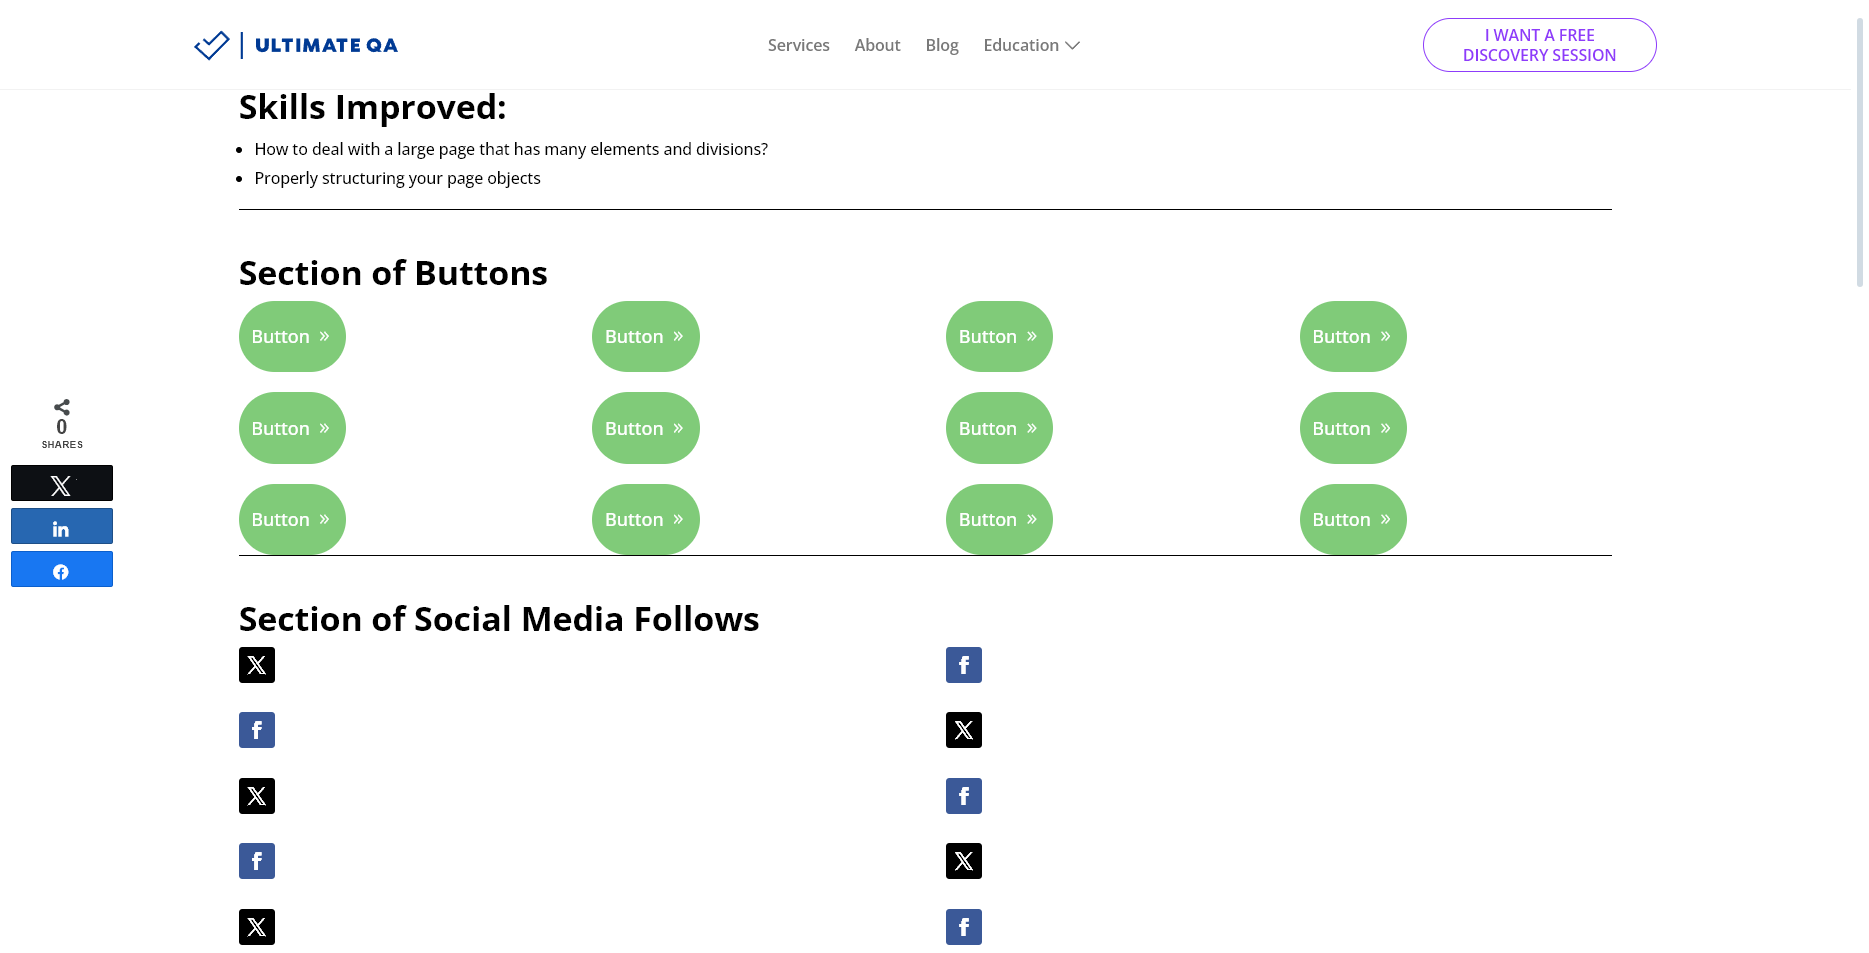 ULTIMATE QA
Services About Blog Education
I WANT A FREE
DISCOVERY SESSION
Skills Improved:
How to deal with a large page that has many elements and divisions?
Properly structuring your page objects
Section of Buttons
Button Button Button Button
Button Button Button Button
Button Button Button Button
0
SHARES
Section of Social Media Follows